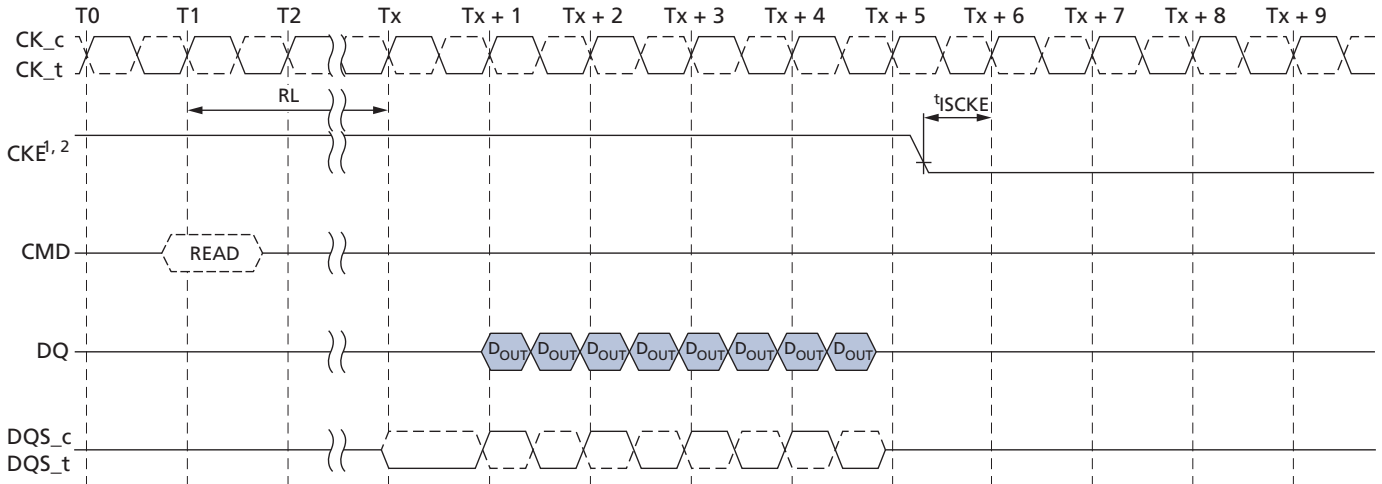 T0 T1 T2 Tx Tx + 1 Tx + 2 Tx + 3 Tx + 4 Tx + 5 Tx + 6 Tx + 7 Tx + 8 Tx + 9
CK_c
CK_t
RL
tISCKE
CKE1, 2
CMD
READ
DQ
DOUT DOUT DOUT DOUT DOUT DOUT DOUT DOUT
DQS_c
DQS_t